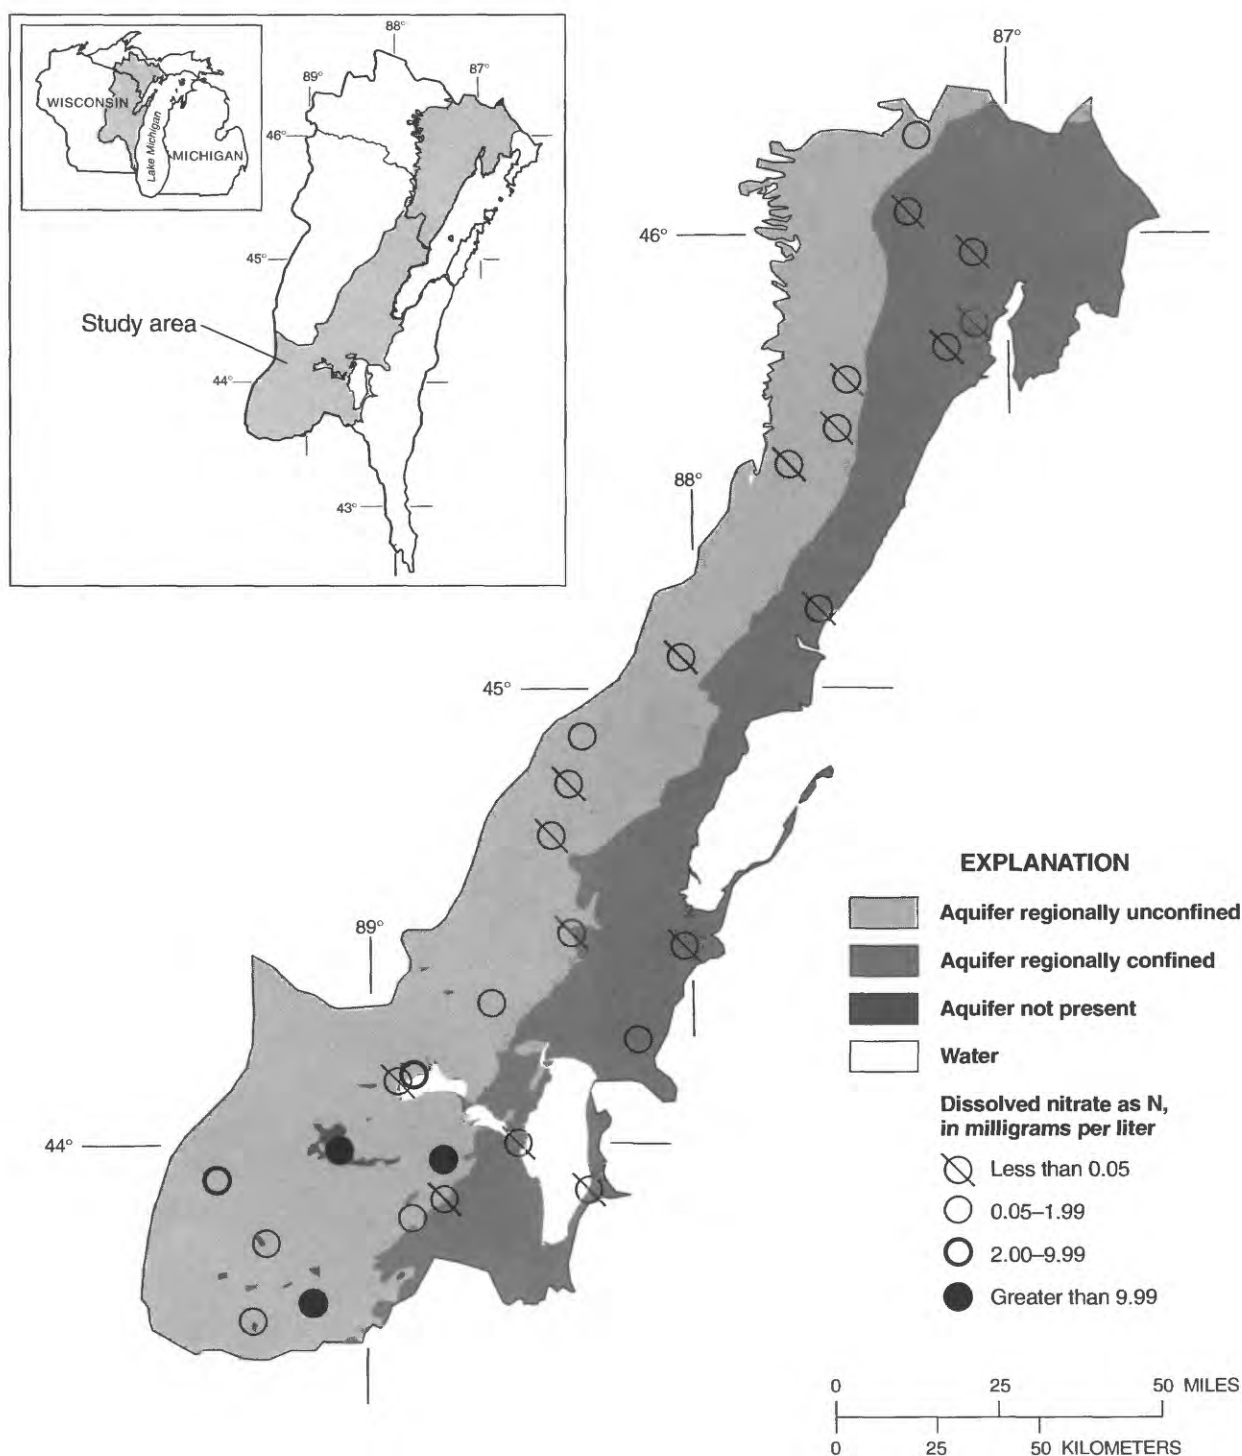 WISCONSIN
Lake Michigan
MICHIGAN
88°
89°
87°
46°
45°
Study area
44°
43°
87°
46°
88°
45°
89°
44°
EXPLANATION
Aquifer regionally unconfined
Aquifer regionally confined
Aquifer not present
Water
Dissolved nitrate as N,
in milligrams per liter
Less than 0.05
0.05–1.99
2.00–9.99
Greater than 9.99
0 25 50 MILES
0 25 50 KILOMETERS